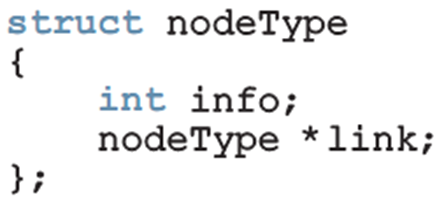 struct nodeType
{
    int info;
    nodeType *link;
};